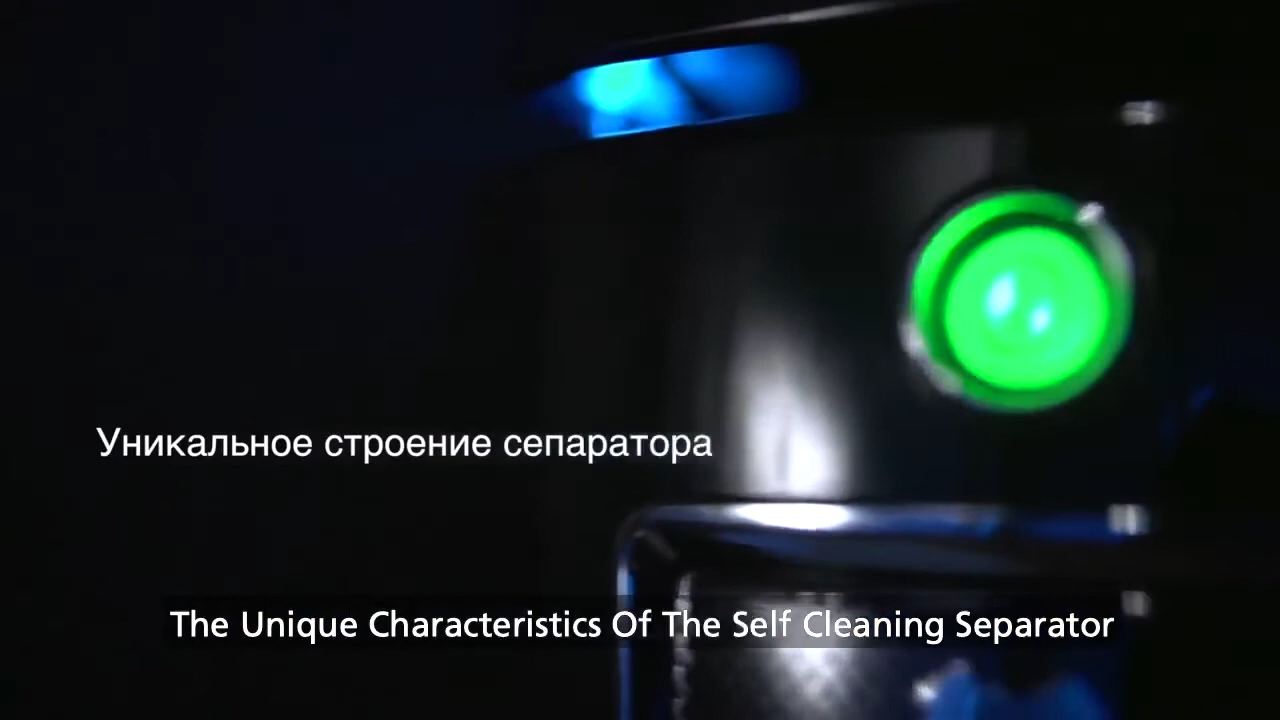 Уникальное строение сепаратора
The Unique Characteristics Of The Self Cleaning Separator